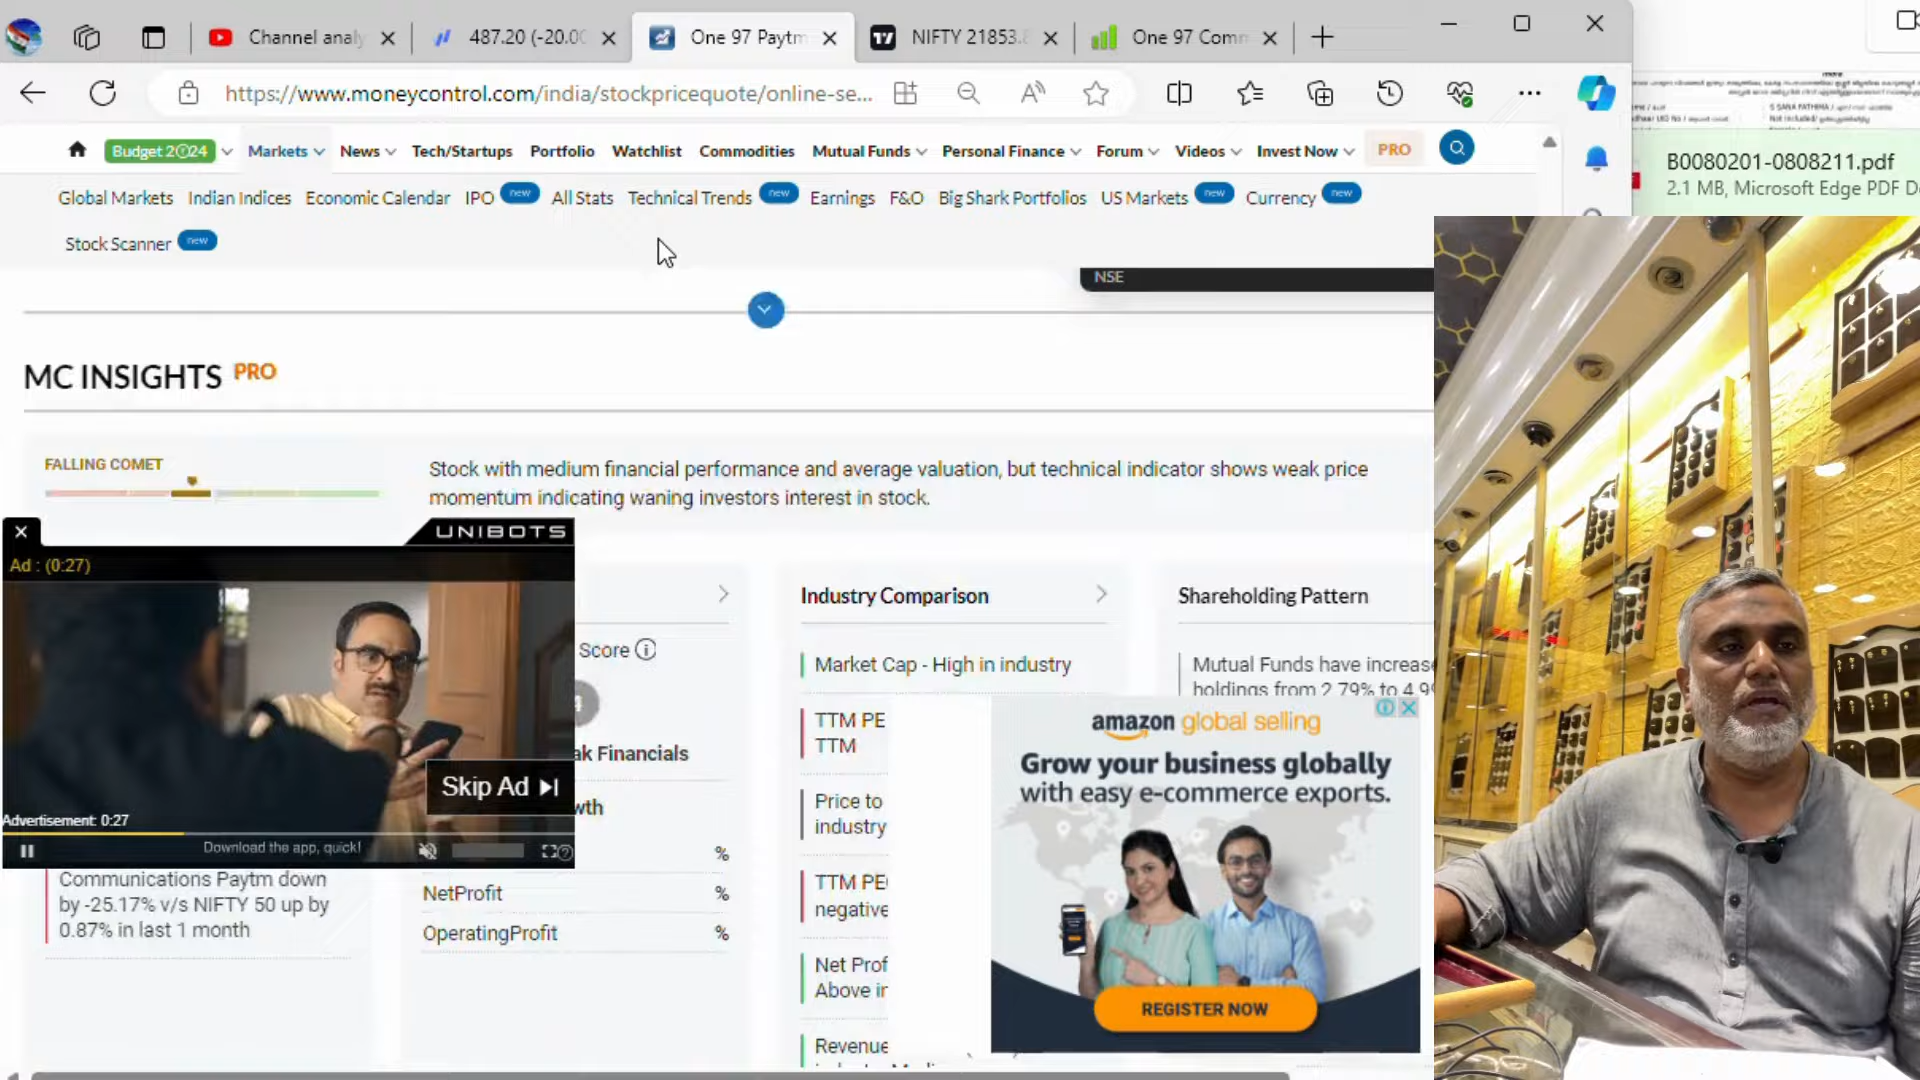 Channel analy
487.20 (-20.00
One 97 Paytm
NIFTY 21853.
One 97 Comm
https://www.moneycontrol.com/india/stockpricequote/online-se...
Budget 2024
Markets
News
Tech/Startups
Portfolio
Watchlist
Commodities
Mutual Funds
Personal Finance
Forum
Videos
Invest Now
PRO
Global Markets
Indian Indices
Economic Calendar
IPO new
All Stats
Technical Trends new
Earnings
F&O
Big Shark Portfolios
US Markets new
Currency new
Stock Scanner new
B0080201-0808211.pdf
2.1 MB, Microsoft Edge PDF D
S SANA FATHIMA /
NSE
MC INSIGHTS PRO
FALLING COMET
Stock with medium financial performance and average valuation, but technical indicator shows weak price
momentum indicating waning investors interest in stock.
UNIBOTS
Ad : (0:27)
Skip Ad
Advertisement: 0:27
Download the app, quick!
Communications Paytm down
by -25.17% v/s NIFTY 50 up by
0.87% in last 1 month
Score
4
ak Financials
wth
%
NetProfit %
OperatingProfit %
Industry Comparison
Market Cap - High in industry
TTM PE
TTM
Price to
industry
TTM PE
negative
Net Prof
Above in
Revenue
Shareholding Pattern
Mutual Funds have increase
holdings from 2.79% to 4.9
amazon global selling
Grow your business globally
with easy e-commerce exports.
REGISTER NOW